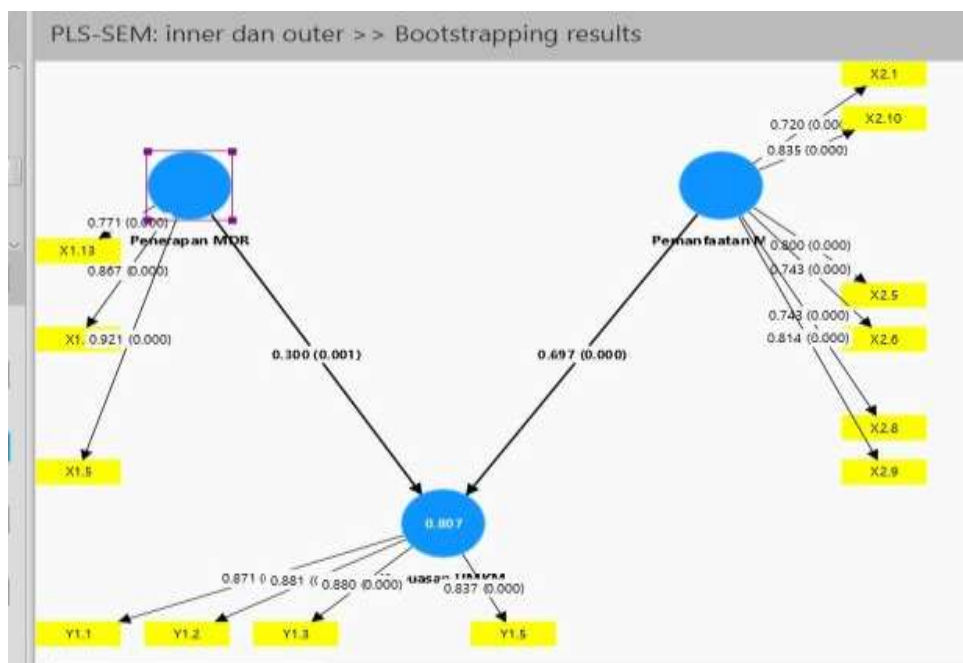 PLS-SEM: inner dan outer >> Bootstrapping results
X2.1
0.720
X2.10
0.835 (0.000)
0.771
Penerapan MDR
X1.13
0.867 (0.000)
0.921 (0.000)
X1.5
Pemanfaatan M
0.800 (0.000)
0.743 (0.000)
X2.5
0.743 (0.000)
X2.6
0.814 (0.000)
X2.8
X2.9
0.300 (0.001)
0.697 (0.000)
0.807
0.871
0.881
0.880 (0.000)
0.837 (0.000)
Y1.1
Y1.2
Y1.3
Y1.5